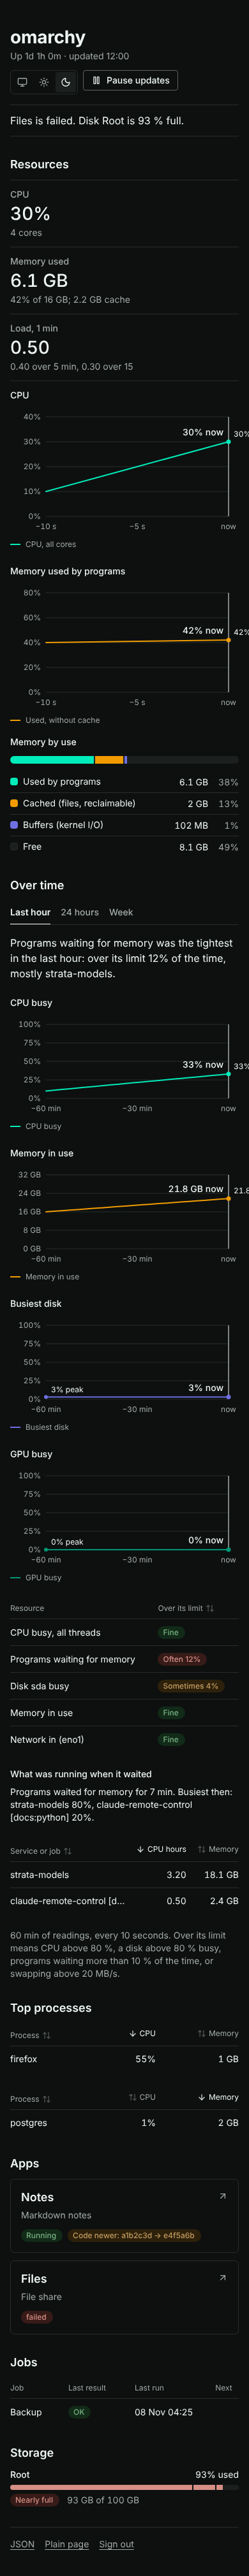 omarchy
Up 1d 1h 0m · updated 12:00
Pause updates
Files is failed. Disk Root is 93 % full.
Resources
CPU
30%
4 cores
Memory used
6.1 GB
42% of 16 GB; 2.2 GB cache
Load, 1 min
0.50
0.40 over 5 min, 0.30 over 15
CPU
40%
30%
20%
10%
0%
30% now
30%
−10 s
−5 s
now
CPU, all cores
Memory used by programs
80%
60%
40%
20%
0%
42% now
42%
−10 s
−5 s
now
Used, without cache
Memory by use
Used by programs 6.1 GB 38%
Cached (files, reclaimable) 2 GB 13%
Buffers (kernel I/O) 102 MB 1%
Free 8.1 GB 49%
Over time
Last hour 24 hours Week
Programs waiting for memory was the tightest
in the last hour: over its limit 12% of the time,
mostly strata-models.
CPU busy
100%
75%
50%
25%
0%
33% now
33%
−60 min
−30 min
now
CPU busy
Memory in use
32 GB
24 GB
16 GB
8 GB
0 GB
21.8 GB now
21.8
−60 min
−30 min
now
Memory in use
Busiest disk
100%
75%
50%
25%
0%
3% peak
3% now
−60 min
−30 min
now
Busiest disk
GPU busy
100%
75%
50%
25%
0%
0% peak
0% now
−60 min
−30 min
now
GPU busy
Resource Over its limit
CPU busy, all threads Fine
Programs waiting for memory Often 12%
Disk sda busy Sometimes 4%
Memory in use Fine
Network in (eno1) Fine
What was running when it waited
Programs waited for memory for 7 min. Busiest then:
strata-models 80%, claude-remote-control
[docs:python] 20%.
Service or job CPU hours Memory
strata-models 3.20 18.1 GB
claude-remote-control [d... 0.50 2.4 GB
60 min of readings, every 10 seconds. Over its limit
means CPU above 80 %, a disk above 80 % busy,
programs waiting more than 10 % of the time, or
swapping above 20 MB/s.
Top processes
Process CPU Memory
firefox 55% 1 GB
Process CPU Memory
postgres 1% 2 GB
Apps
Notes
Markdown notes
Running Code newer: a1b2c3d → e4f5a6b
Files
File share
failed
Jobs
Job Last result Last run Next
Backup OK 08 Nov 04:25
Storage
Root 93% used
Nearly full 93 GB of 100 GB
JSON Plain page Sign out